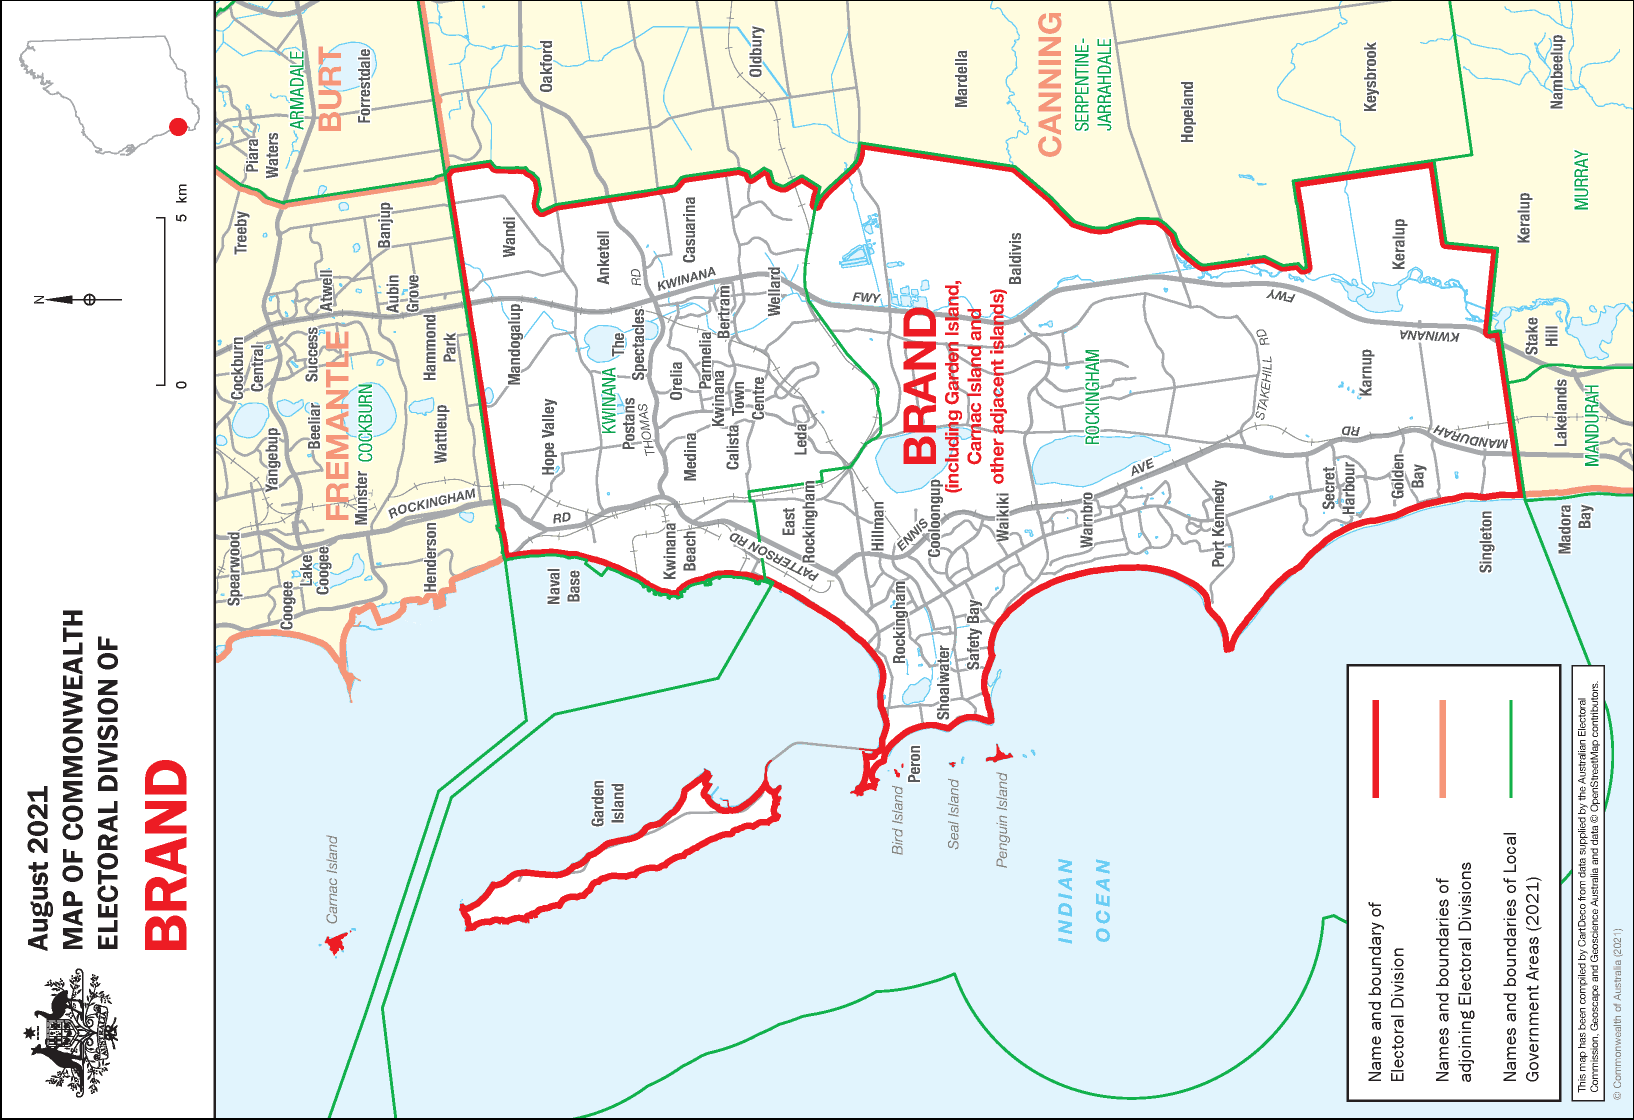 August 2021
MAP OF COMMONWEALTH
ELECTORAL DIVISION OF
BRAND
N
0
5 km
Spearwood
Yangebup
Cockburn
Central
Treeby
Piara
Waters
ARMADALE
BURT
Forrestdale
Coogee
Lake
Coogee
Beeliar
Success
Atwell
FREMANTLE
COCKBURN
Munster
Banjup
Aubin
Grove
Henderson
ROCKINGHAM
Wattleup
Hammond
Park
Oakford
Wandi
Mandogalup
Hope Valley
RD
Naval
Base
Anketell
KWINANA
The
Spectacles
Postans
THOMAS
RD
Casuarina
KWINANA
Orelia
Parmelia
Bertram
Medina
Kwinana
Town
Centre
Calista
Kwinana
Beach
PATTERSON RD
Oldbury
Wellard
Leda
East
Rockingham
FWY
Hillman
ENNIS
Cooloongup
BRAND
(including Garden Island,
Carnac Island and
other adjacent islands)
Rockingham
Shoalwater
Safety Bay
Waikiki
Baldivis
Mardella
CANNING
SERPENTINE-
JARRAHDALE
ROCKINGHAM
Warnbro
AVE
Hopeland
Port Kennedy
STAKEHILL RD
FWY
Keysbrook
Keralup
KWINANA
Karnup
RD
MANDURAH
Secret
Harbour
Golden
Bay
Singleton
Nambeelup
MURRAY
Keralup
Stake
Hill
Lakelands
MANDURAH
Madora
Bay
Carnac Island
Garden
Island
Peron
Bird Island
Seal Island
Penguin Island
INDIAN
OCEAN
Name and boundary of
Electoral Division
Names and boundaries of
adjoining Electoral Divisions
Names and boundaries of Local
Government Areas (2021)
This map has been compiled by CartDeco from data supplied by the Australian Electoral
Commission, Geoscape and Geoscience Australia and data © OpenStreetMap contributors.
© Commonwealth of Australia (2021)